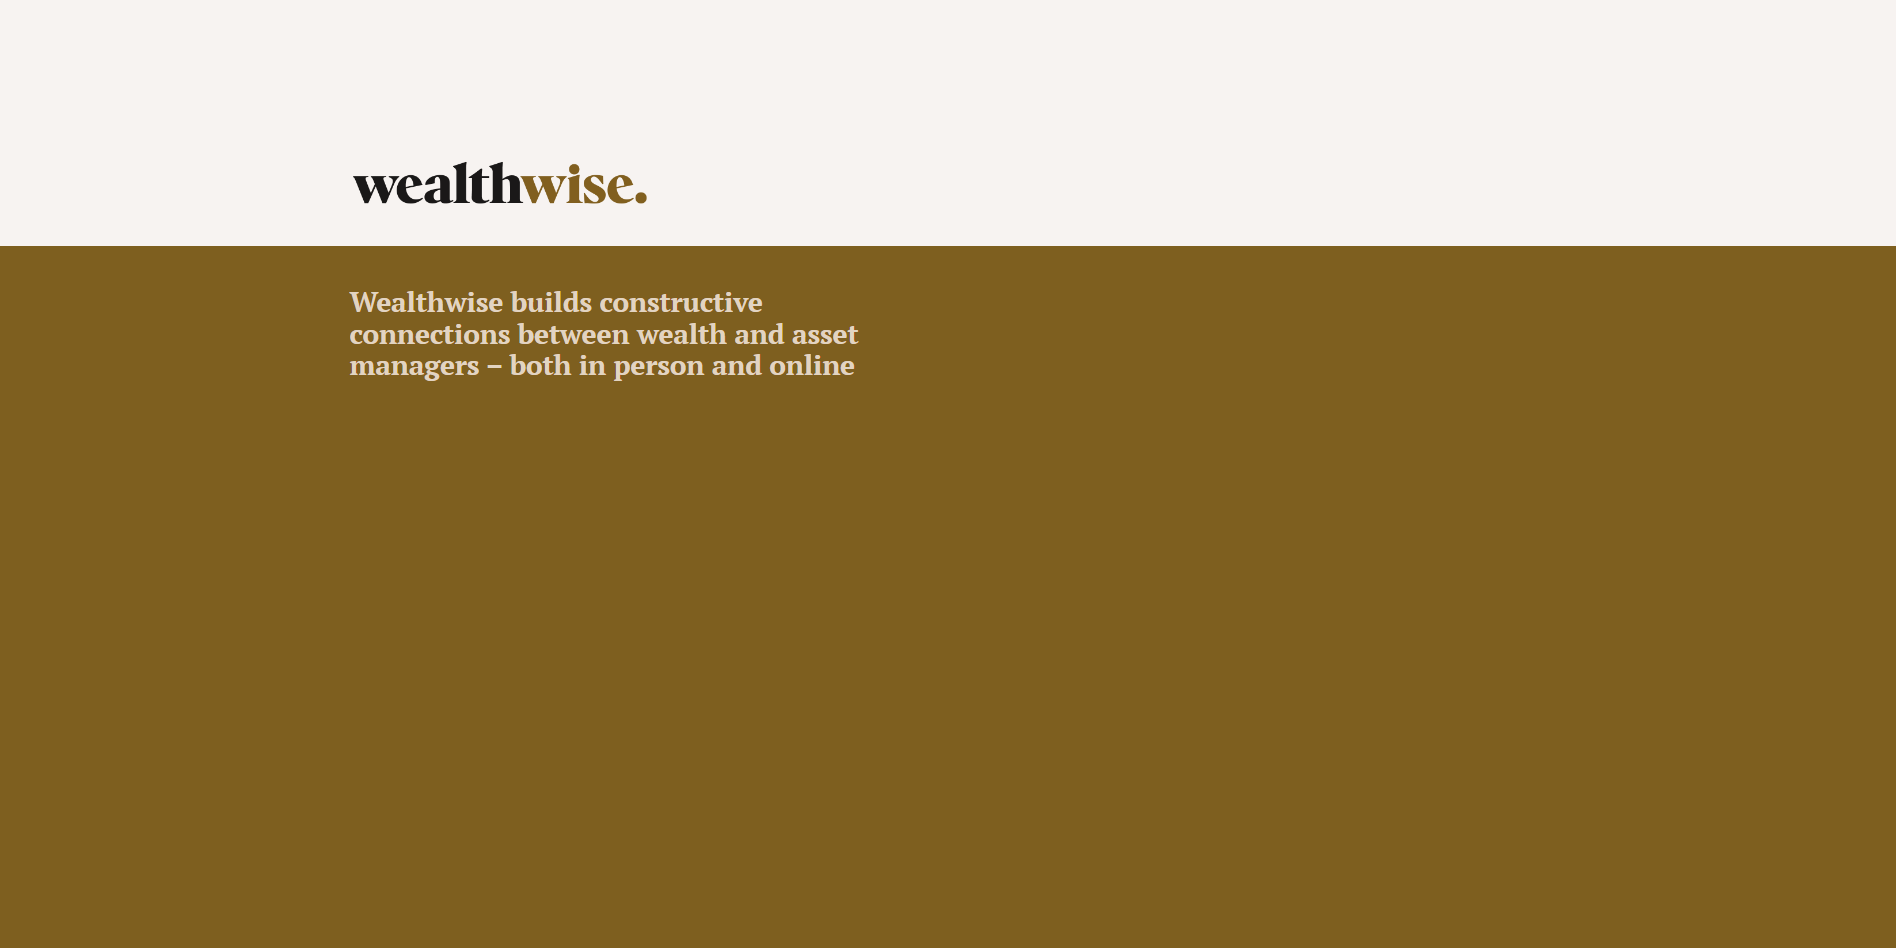 wealthwise.
Wealthwise builds constructive
connections between wealth and asset
managers – both in person and online